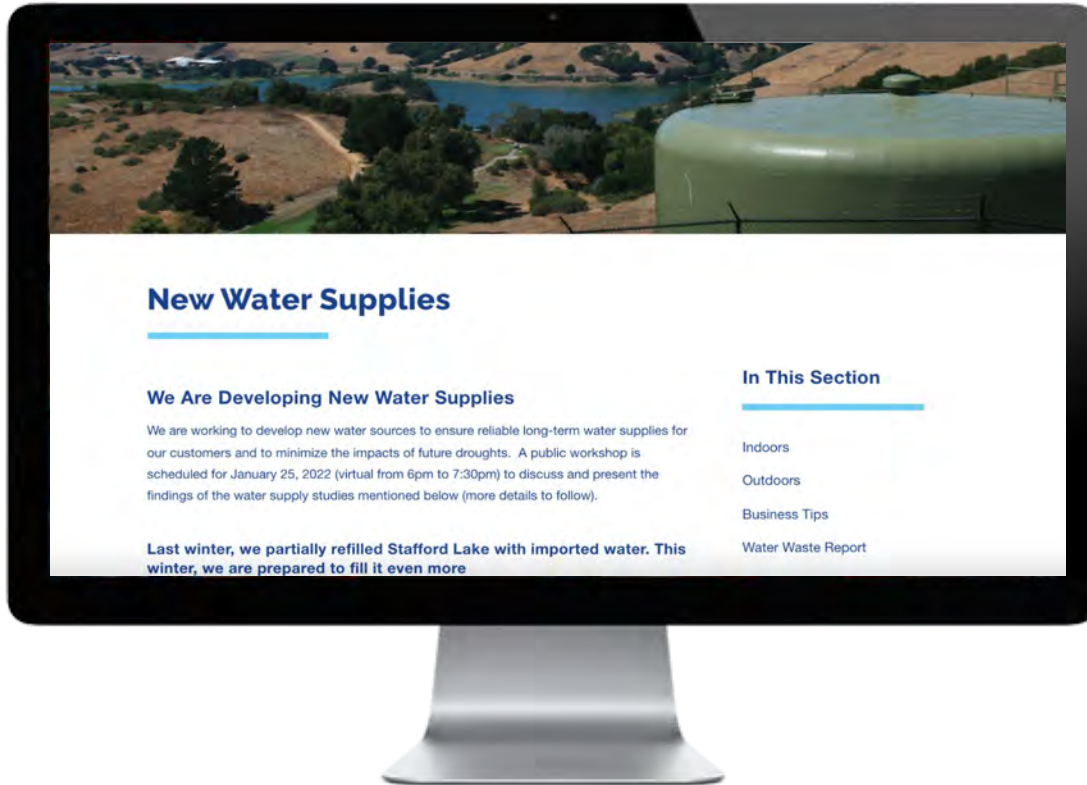 New Water Supplies
We Are Developing New Water Supplies
We are working to develop new water sources to ensure reliable long-term water supplies for
our customers and to minimize the impacts of future droughts.  A public workshop is
scheduled for January 25, 2022 (virtual from 6pm to 7:30pm) to discuss and present the
findings of the water supply studies mentioned below (more details to follow).
Last winter, we partially refilled Stafford Lake with imported water. This
winter, we are prepared to fill it even more
In This Section
Indoors
Outdoors
Business Tips
Water Waste Report